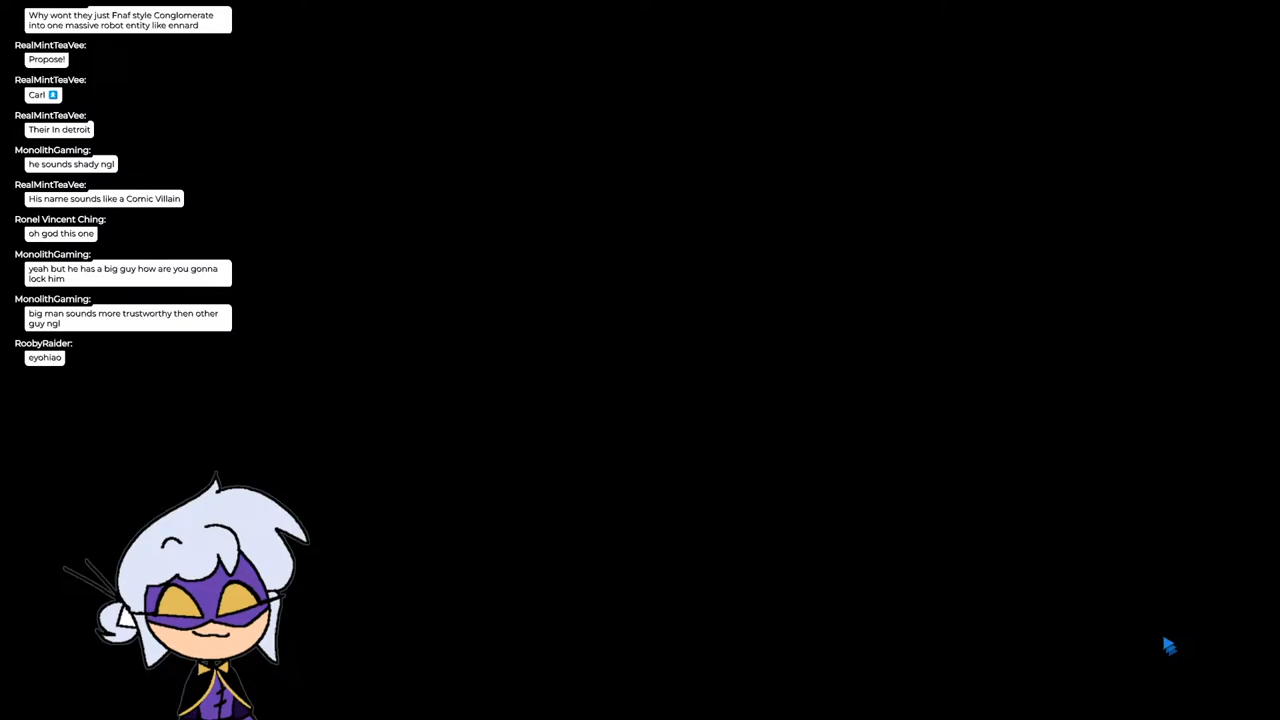 Why wont they just Fnaf style Conglomerate
into one massive robot entity like ennard
RealMintTeaVee:
Propose!
RealMintTeaVee:
Carl
RealMintTeaVee:
Their In detroit
MonolithGaming:
he sounds shady ngl
RealMintTeaVee:
His name sounds like a Comic Villain
Ronel Vincent Ching:
oh god this one
MonolithGaming:
yeah but he has a big guy how are you gonna
lock him
MonolithGaming:
big man sounds more trustworthy then other
guy ngl
RoobyRaider:
eyohiao